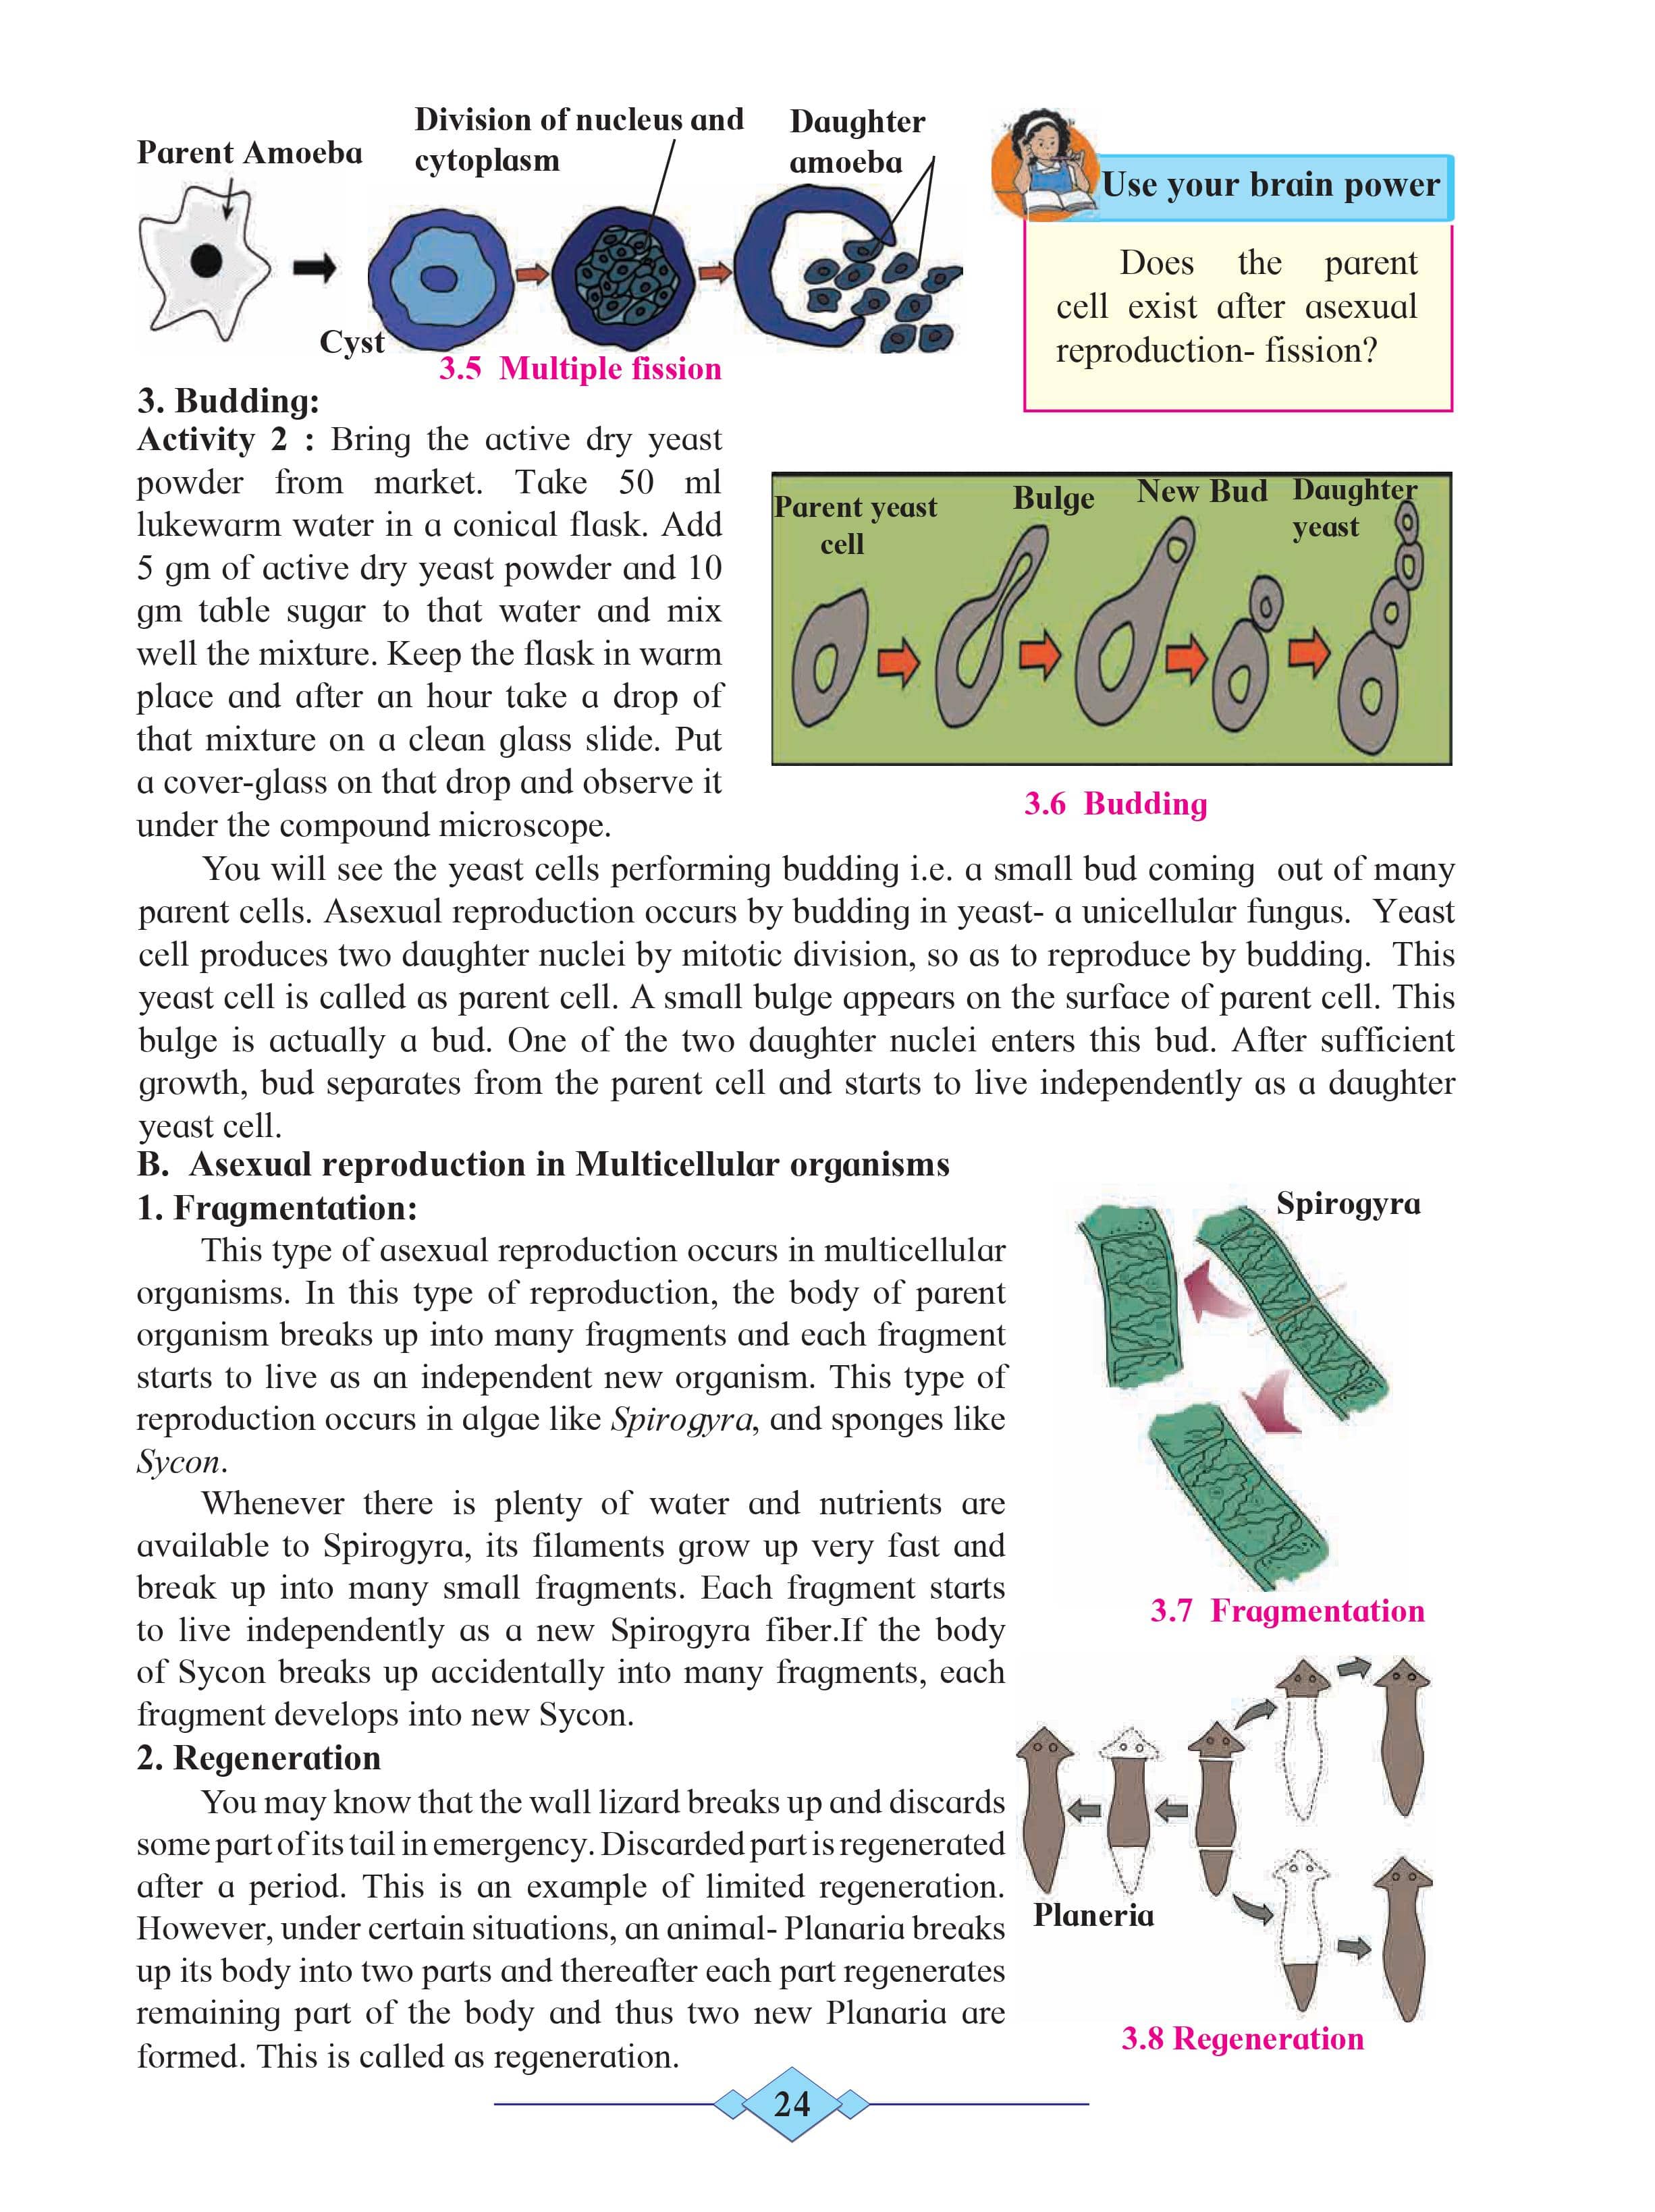 Parent Amoeba
Division of nucleus and
cytoplasm
Daughter
amoeba
Cyst
3.5 Multiple fission
Use your brain power
Does the parent
cell exist after asexual
reproduction- fission?
3. Budding:
Activity 2 : Bring the active dry yeast
powder from market. Take 50 ml
lukewarm water in a conical flask. Add
5 gm of active dry yeast powder and 10
gm table sugar to that water and mix
well the mixture. Keep the flask in warm
place and after an hour take a drop of
that mixture on a clean glass slide. Put
a cover-glass on that drop and observe it
under the compound microscope.
Parent yeast
cell
Bulge
New Bud
Daughter
yeast
3.6 Budding
You will see the yeast cells performing budding i.e. a small bud coming out of many
parent cells. Asexual reproduction occurs by budding in yeast- a unicellular fungus. Yeast
cell produces two daughter nuclei by mitotic division, so as to reproduce by budding. This
yeast cell is called as parent cell. A small bulge appears on the surface of parent cell. This
bulge is actually a bud. One of the two daughter nuclei enters this bud. After sufficient
growth, bud separates from the parent cell and starts to live independently as a daughter
yeast cell.
B. Asexual reproduction in Multicellular organisms
1. Fragmentation:
This type of asexual reproduction occurs in multicellular
organisms. In this type of reproduction, the body of parent
organism breaks up into many fragments and each fragment
starts to live as an independent new organism. This type of
reproduction occurs in algae like Spirogyra, and sponges like
Sycon.
Whenever there is plenty of water and nutrients are
available to Spirogyra, its filaments grow up very fast and
break up into many small fragments. Each fragment starts
to live independently as a new Spirogyra fiber.If the body
of Sycon breaks up accidentally into many fragments, each
fragment develops into new Sycon.
Spirogyra
3.7 Fragmentation
2. Regeneration
You may know that the wall lizard breaks up and discards
some part of its tail in emergency. Discarded part is regenerated
after a period. This is an example of limited regeneration.
However, under certain situations, an animal- Planaria breaks
up its body into two parts and thereafter each part regenerates
remaining part of the body and thus two new Planaria are
formed. This is called as regeneration.
Planeria
3.8 Regeneration
24